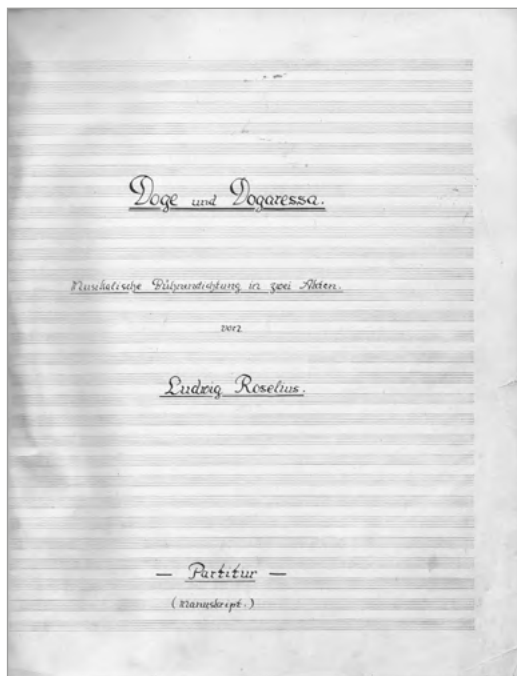 Doge und Dogaressa.
Musikalische Bühnendichtung in zwei Akten.
von
Ludwig Roselius.
— Partitur —
(Manuskript.)